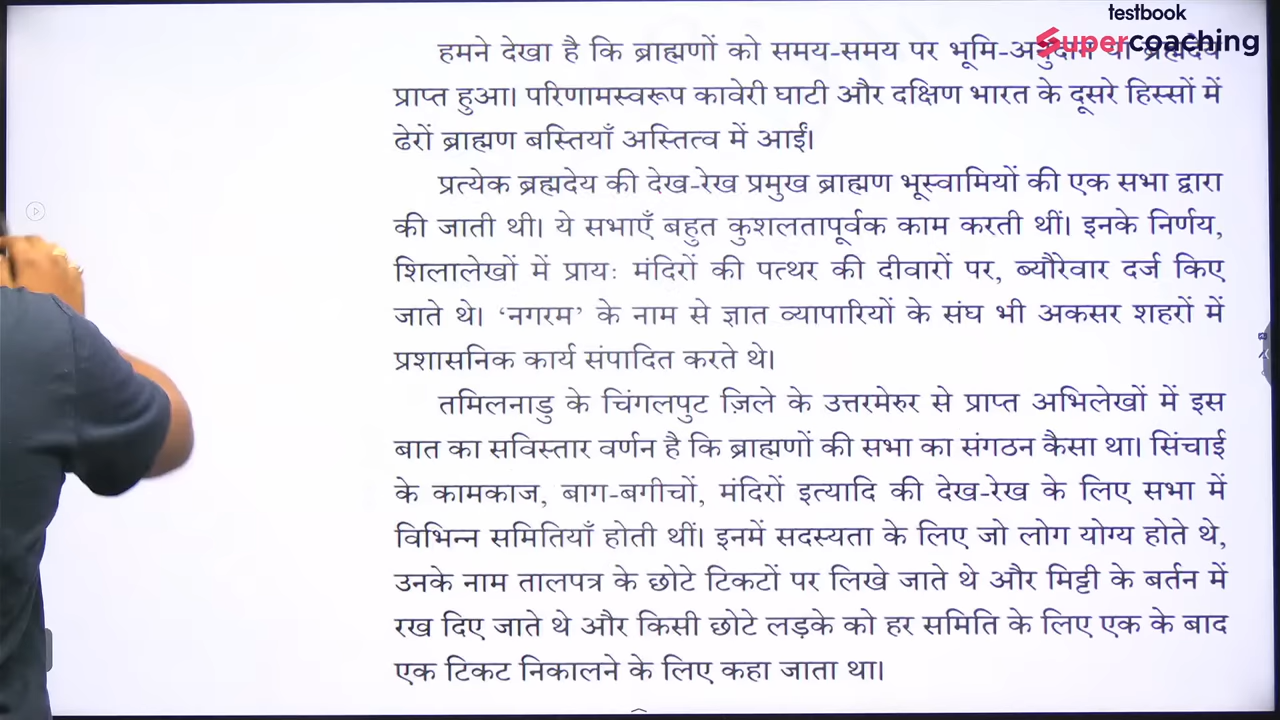 testbook
Supercoaching
हमने देखा है कि ब्राह्मणों को समय-समय पर भूमि-अनुदान या ब्रह्मदेय
प्राप्त हुआ। परिणामस्वरूप कावेरी घाटी और दक्षिण भारत के दूसरे हिस्सों में
ढेरों ब्राह्मण बस्तियाँ अस्तित्व में आईं।
प्रत्येक ब्रह्मदेय की देख-रेख प्रमुख ब्राह्मण भूस्वामियों की एक सभा द्वारा
की जाती थी। ये सभाएँ बहुत कुशलतापूर्वक काम करती थीं। इनके निर्णय,
शिलालेखों में प्रायः मंदिरों की पत्थर की दीवारों पर, ब्यौरेवार दर्ज किए
जाते थे। ‘नगरम’ के नाम से ज्ञात व्यापारियों के संघ भी अकसर शहरों में
प्रशासनिक कार्य संपादित करते थे।
तमिलनाडु के चिंगलपुट ज़िले के उत्तरमेरुर से प्राप्त अभिलेखों में इस
बात का सविस्तार वर्णन है कि ब्राह्मणों की सभा का संगठन कैसा था। सिंचाई
के कामकाज, बाग-बगीचों, मंदिरों इत्यादि की देख-रेख के लिए सभा में
विभिन्न समितियाँ होती थीं। इनमें सदस्यता के लिए जो लोग योग्य होते थे,
उनके नाम तालपत्र के छोटे टिकटों पर लिखे जाते थे और मिट्टी के बर्तन में
रख दिए जाते थे और किसी छोटे लड़के को हर समिति के लिए एक के बाद
एक टिकट निकालने के लिए कहा जाता था।